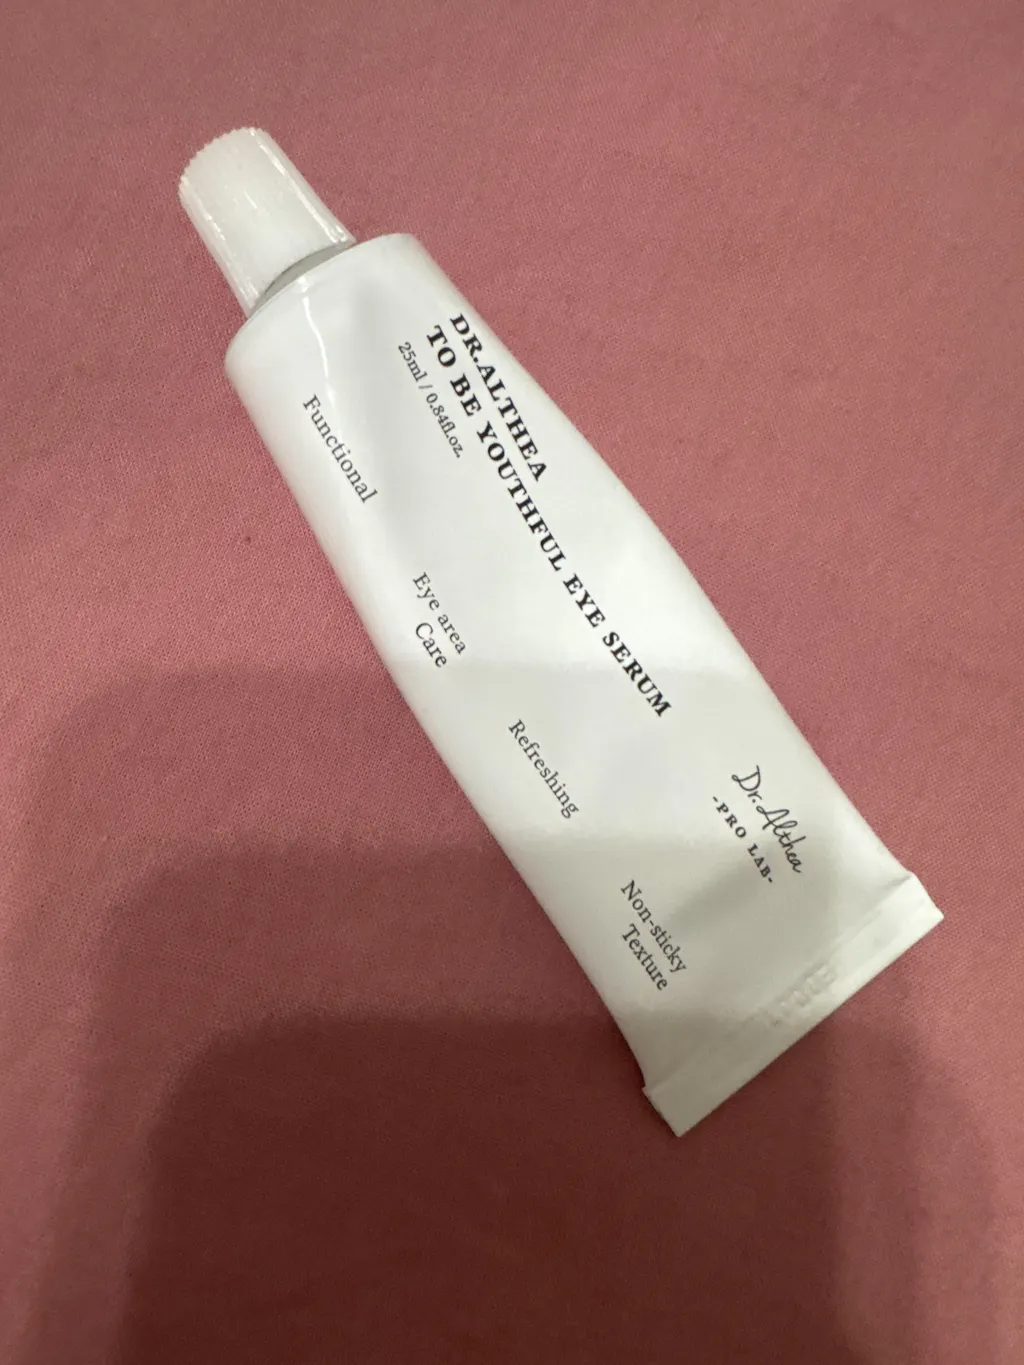 DR.ALTHEA
TO BE YOUTHFUL EYE SERUM
25ml / 0.84fl.oz.
Functional
Eye area
Care
Refreshing
Non-sticky
Texture
Dr.Althea
-PRO LAB-